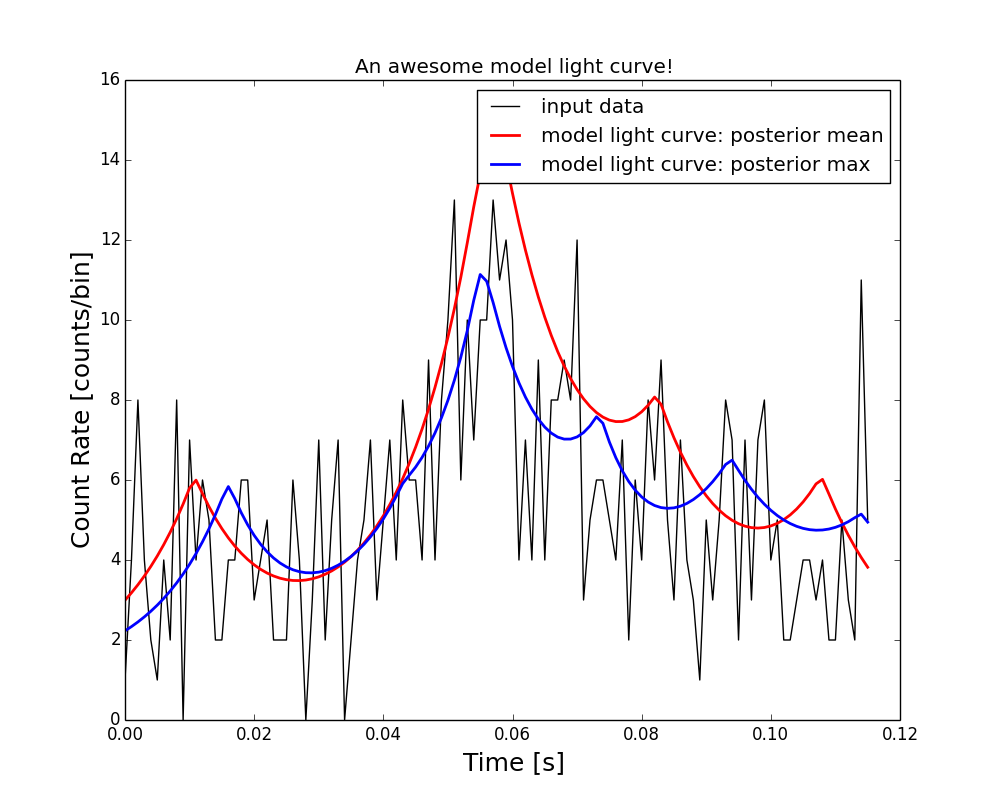 An awesome model light curve!
16
14
12
10
8
6
4
2
0
Count Rate [counts/bin]
input data
model light curve: posterior mean
model light curve: posterior max
0.00 0.02 0.04 0.06 0.08 0.10 0.12
Time [s]